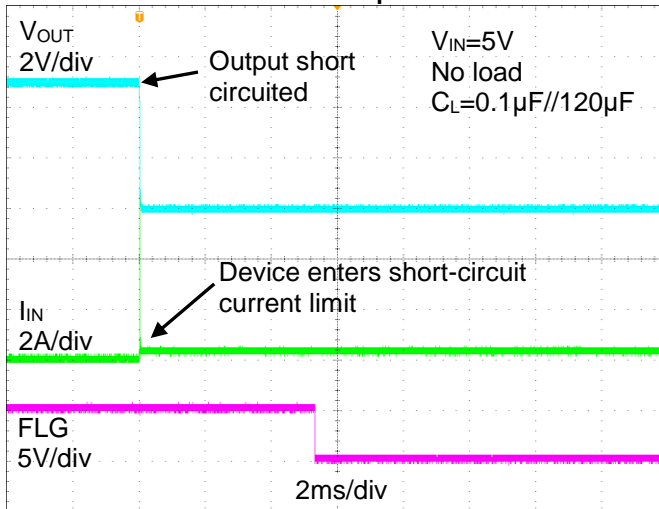 VOUT
2V/div
Output short
circuited
VIN=5V
No load
CL=0.1µF//120µF
Device enters short-circuit
current limit
IIN
2A/div
FLG
5V/div
2ms/div